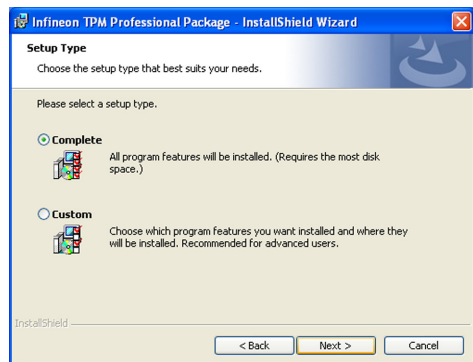 Infineon TPM Professional Package - InstallShield Wizard
Setup Type
Choose the setup type that best suits your needs.
Please select a setup type.
Complete
All program features will be installed. (Requires the most disk
space.)
Custom
Choose which program features you want installed and where they
will be installed. Recommended for advanced users.
InstallShield
< Back Next > Cancel